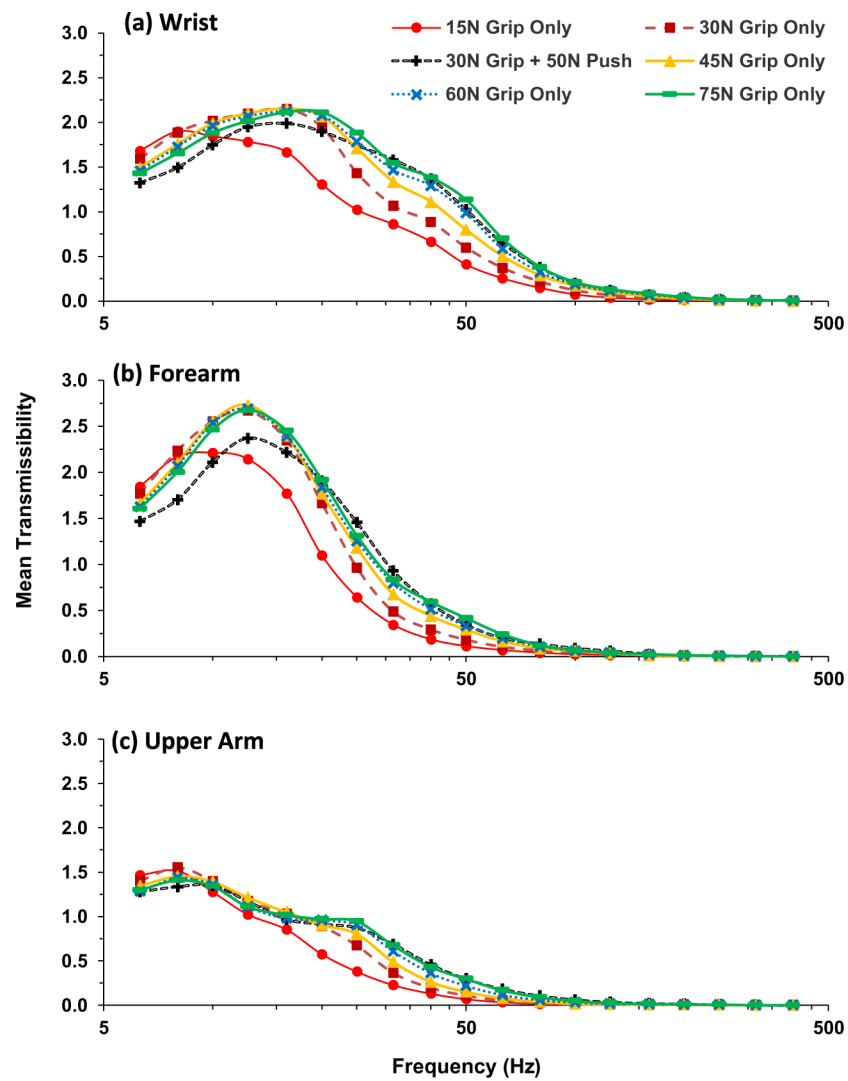 (a) Wrist
15N Grip Only
30N Grip Only
30N Grip + 50N Push
45N Grip Only
60N Grip Only
75N Grip Only
3.0
2.5
2.0
1.5
1.0
0.5
0.0
5
50
500
(b) Forearm
3.0
2.5
2.0
1.5
1.0
0.5
0.0
5
50
500
Mean Transmissibility
(c) Upper Arm
3.0
2.5
2.0
1.5
1.0
0.5
0.0
5
50
500
Frequency (Hz)